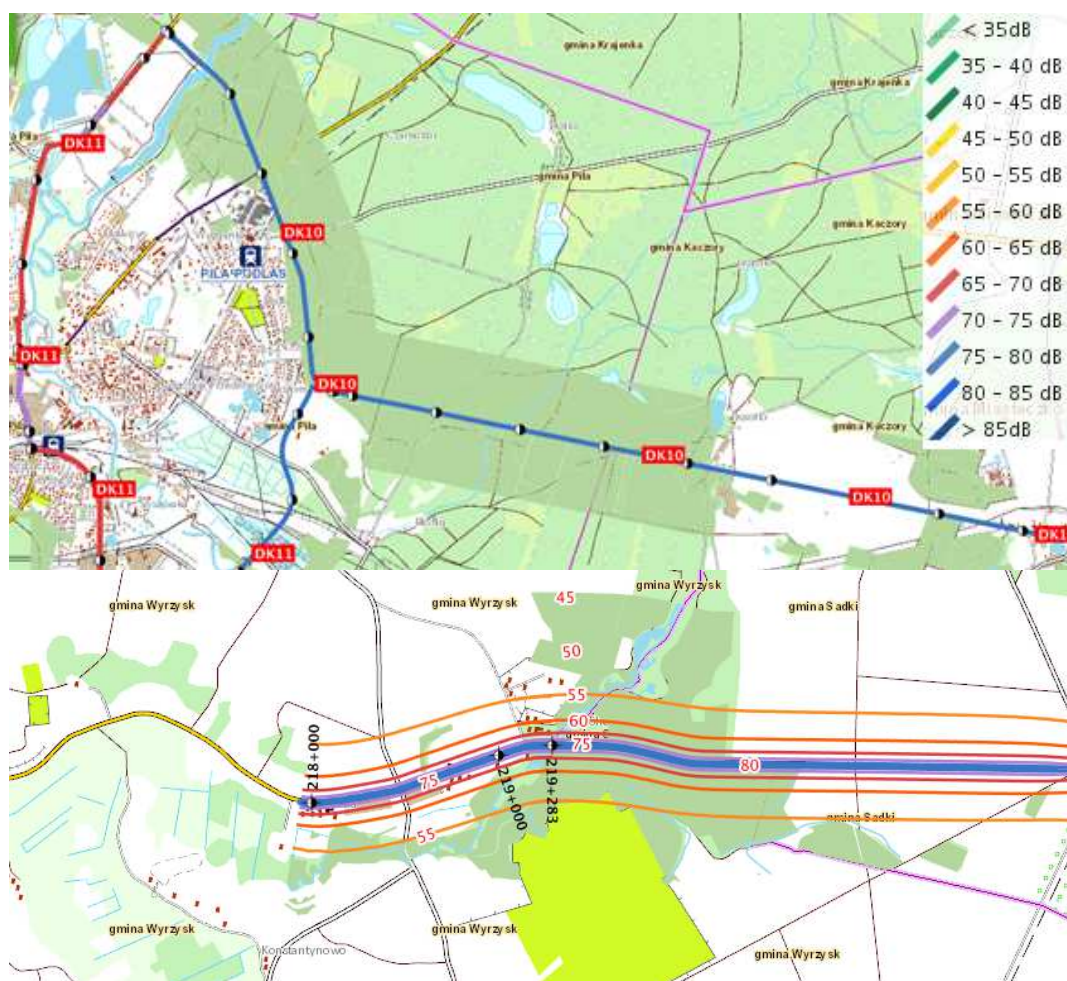 gmina Krajenka
gmina Krajenka
DK11
gmina Piła
gmina Kaczory
DK10
gmina Kaczory
PIŁA PODLAS
DK11
DK10
gmina Piła
gmina Kaczory
DK10
DK11
DK10
DK11
DK1
< 35dB
35 - 40 dB
40 - 45 dB
45 - 50 dB
50 - 55 dB
55 - 60 dB
60 - 65 dB
65 - 70 dB
70 - 75 dB
75 - 80 dB
80 - 85 dB
> 85dB
gmina Wyrzysk
gmina Wyrzysk
45
gmina Wyrzysk
gmina Sadki
50
55
60
75
218+000
75
80
219+000
219+283
55
gmina Sadki
gmina Wyrzysk
gmina Wyrzysk
Konstantynowo
gmina Wyrzysk